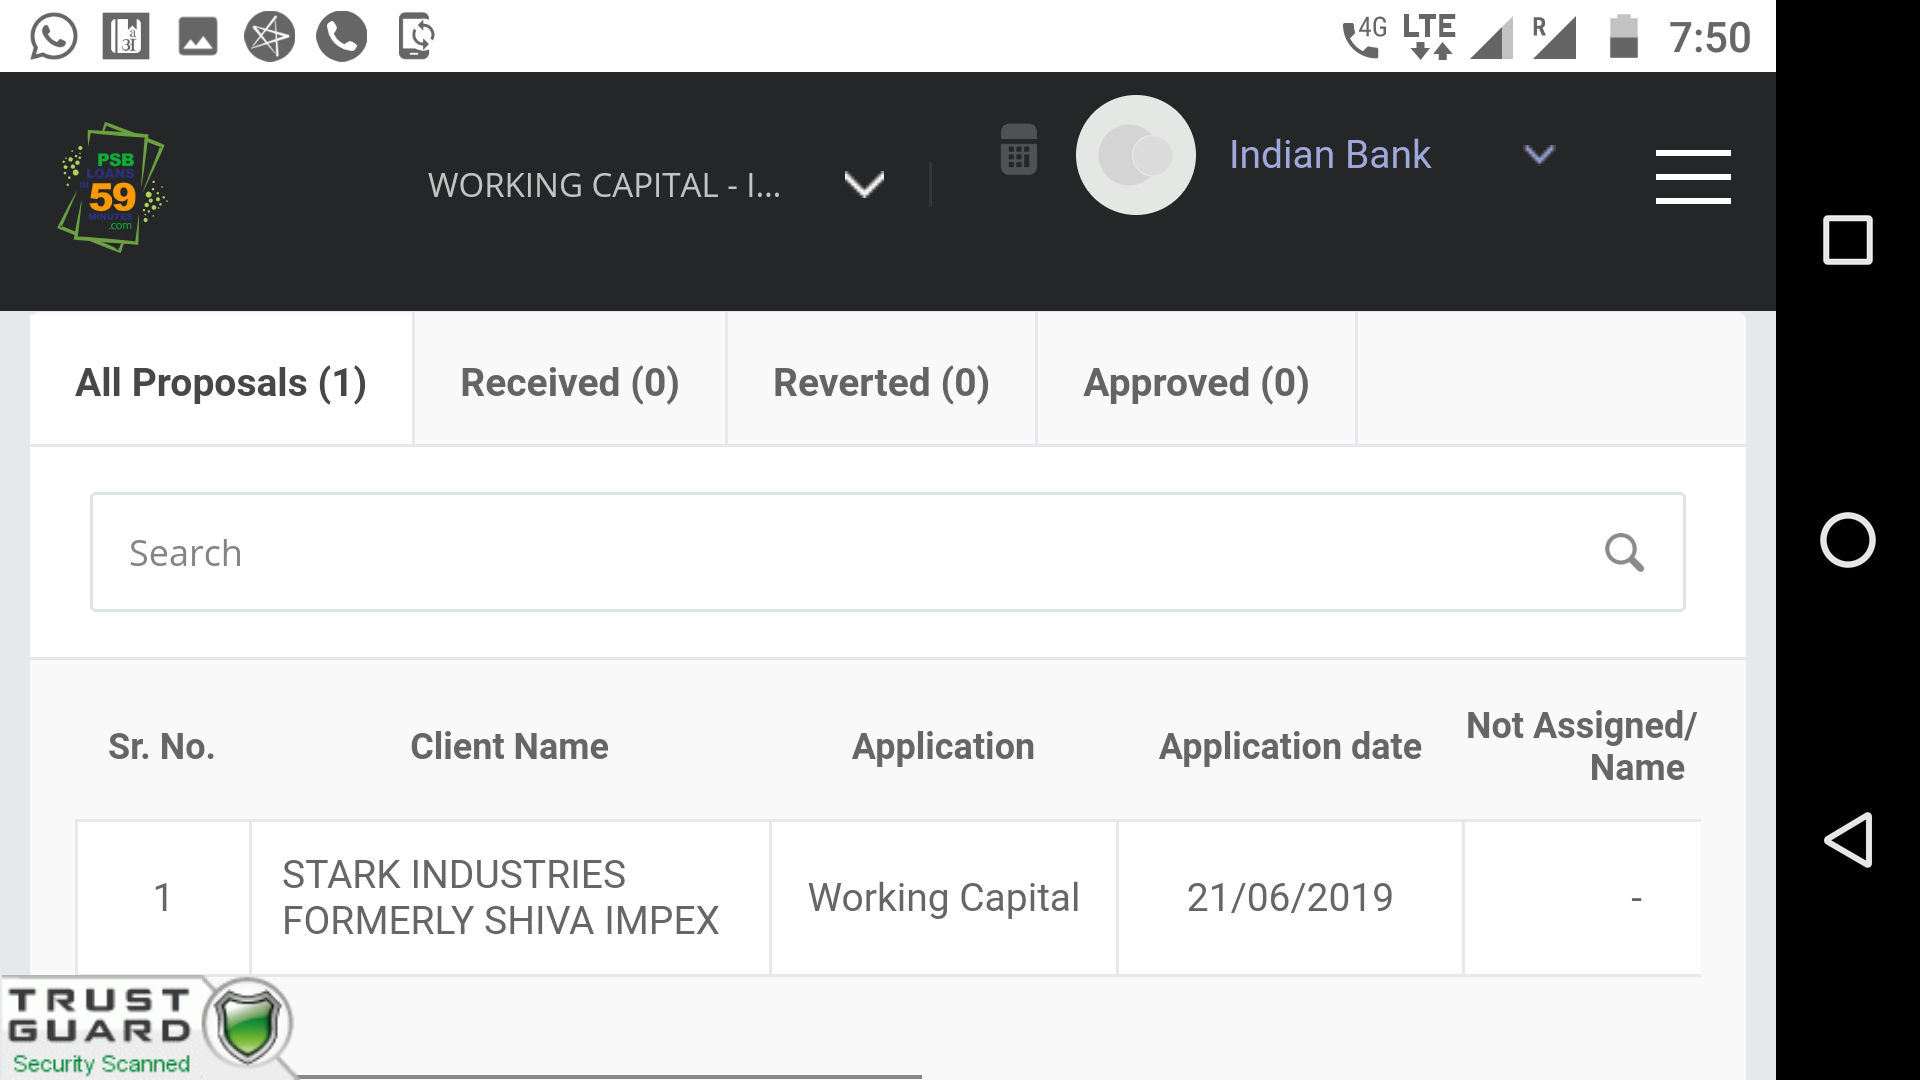 4G LTE R 7:50
PSB
LOANS
IN 59
MINUTES
.com
WORKING CAPITAL - I...
Indian Bank
All Proposals (1) Received (0) Reverted (0) Approved (0)
Search
Sr. No. Client Name Application Application date Not Assigned/
Name
1 STARK INDUSTRIES
FORMERLY SHIVA IMPEX Working Capital 21/06/2019 -
TRUST
GUARD
Security Scanned